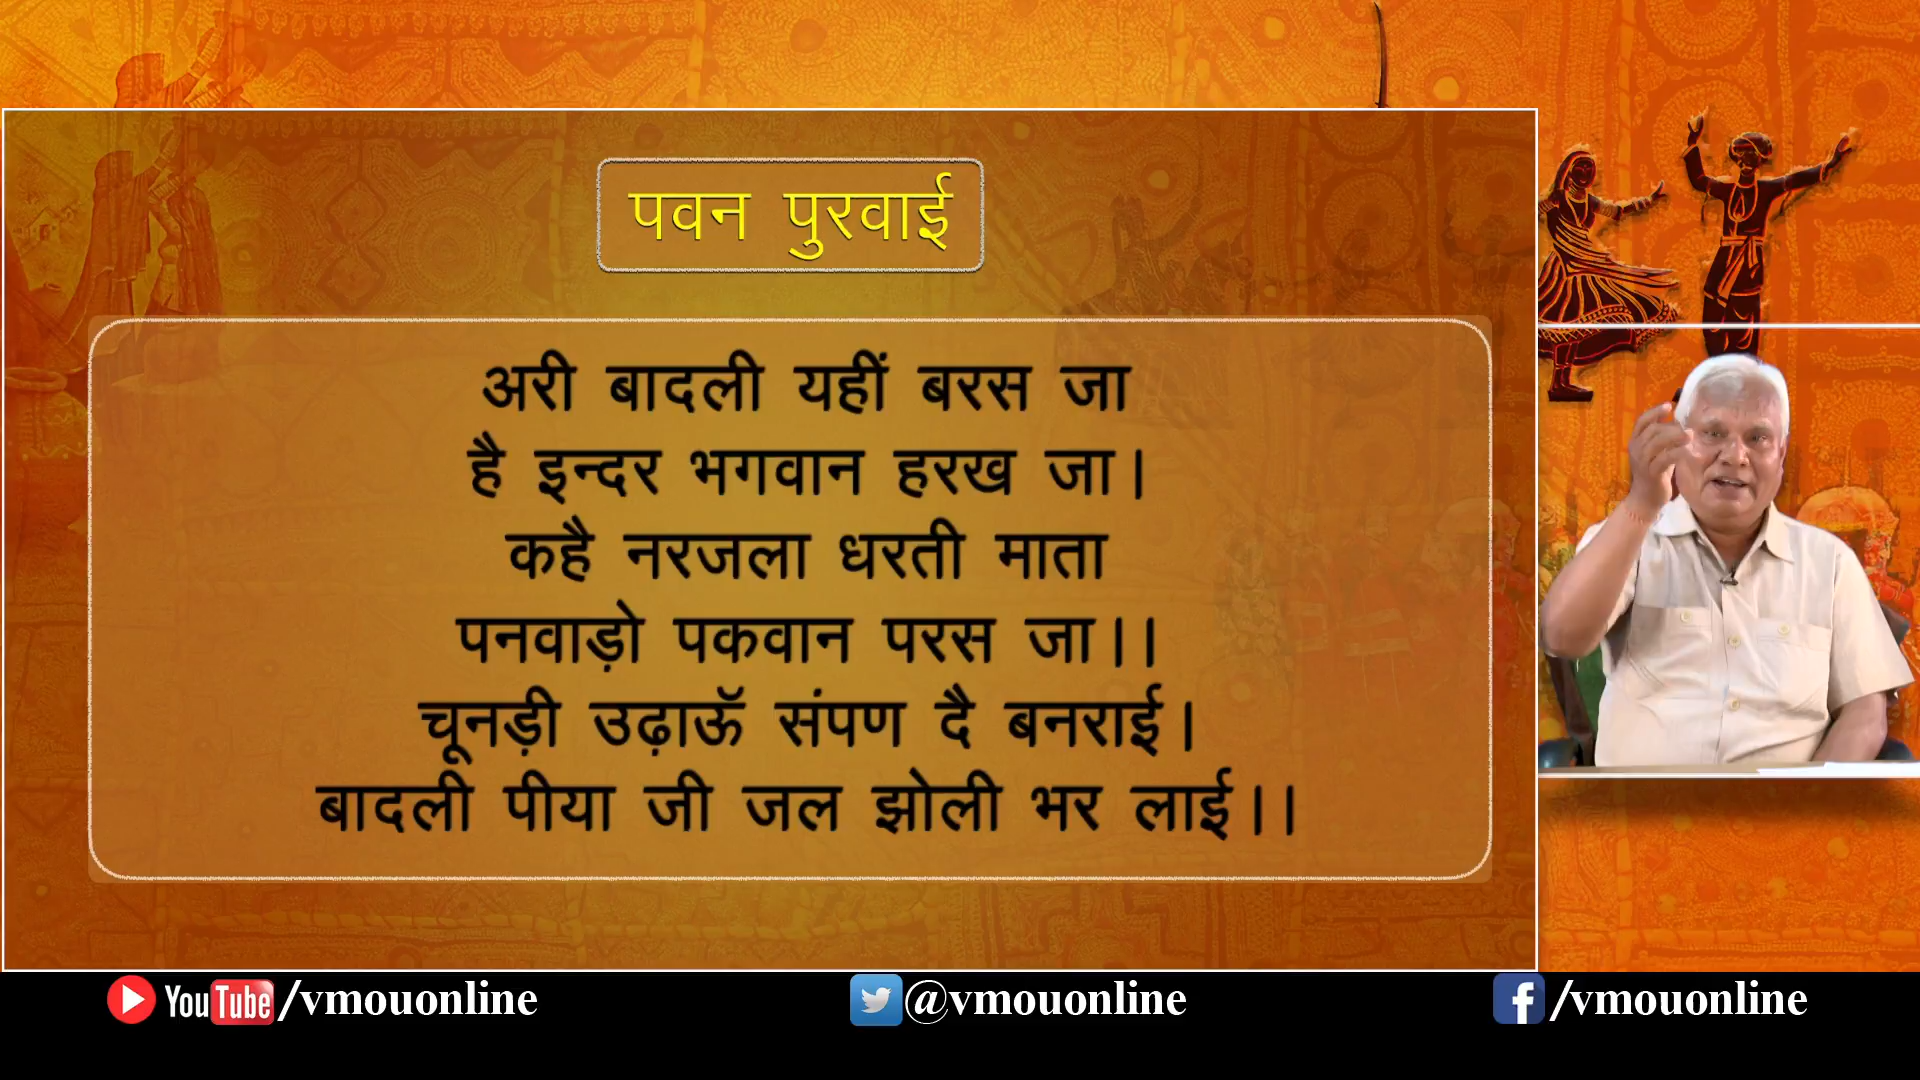 पवन पुरवाई
अरी बादली यहीं बरस जा
है इन्दर भगवान हरख जा।
कहै नरजला धरती माता
पनवाड़ो पकवान परस जा।।
चूनड़ी उढ़ाऊॅ संपण दै बनराई।
बादली पीया जी जल झोली भर लाई।।
YouTube /vmouonline
@vmouonline
f /vmouonline